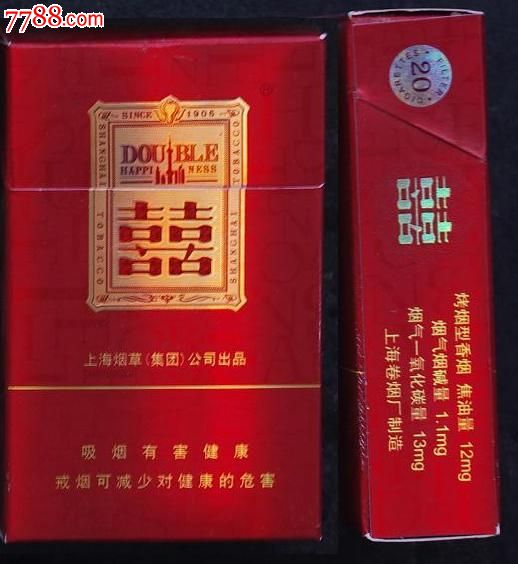 7788.com
SINCE 1906
SHANGHAI TOBACCO
DOUBLE
HAPPINESS
SHANGHAI TOBACCO
囍
®
上海烟草(集团)公司出品
吸烟有害健康
戒烟可减少对健康的危害
FILTER CIGARETTES
20
囍
烤烟型香烟 焦油量 12mg
烟气烟碱量 1.1mg
烟气一氧化碳量 13mg
上海卷烟厂制造